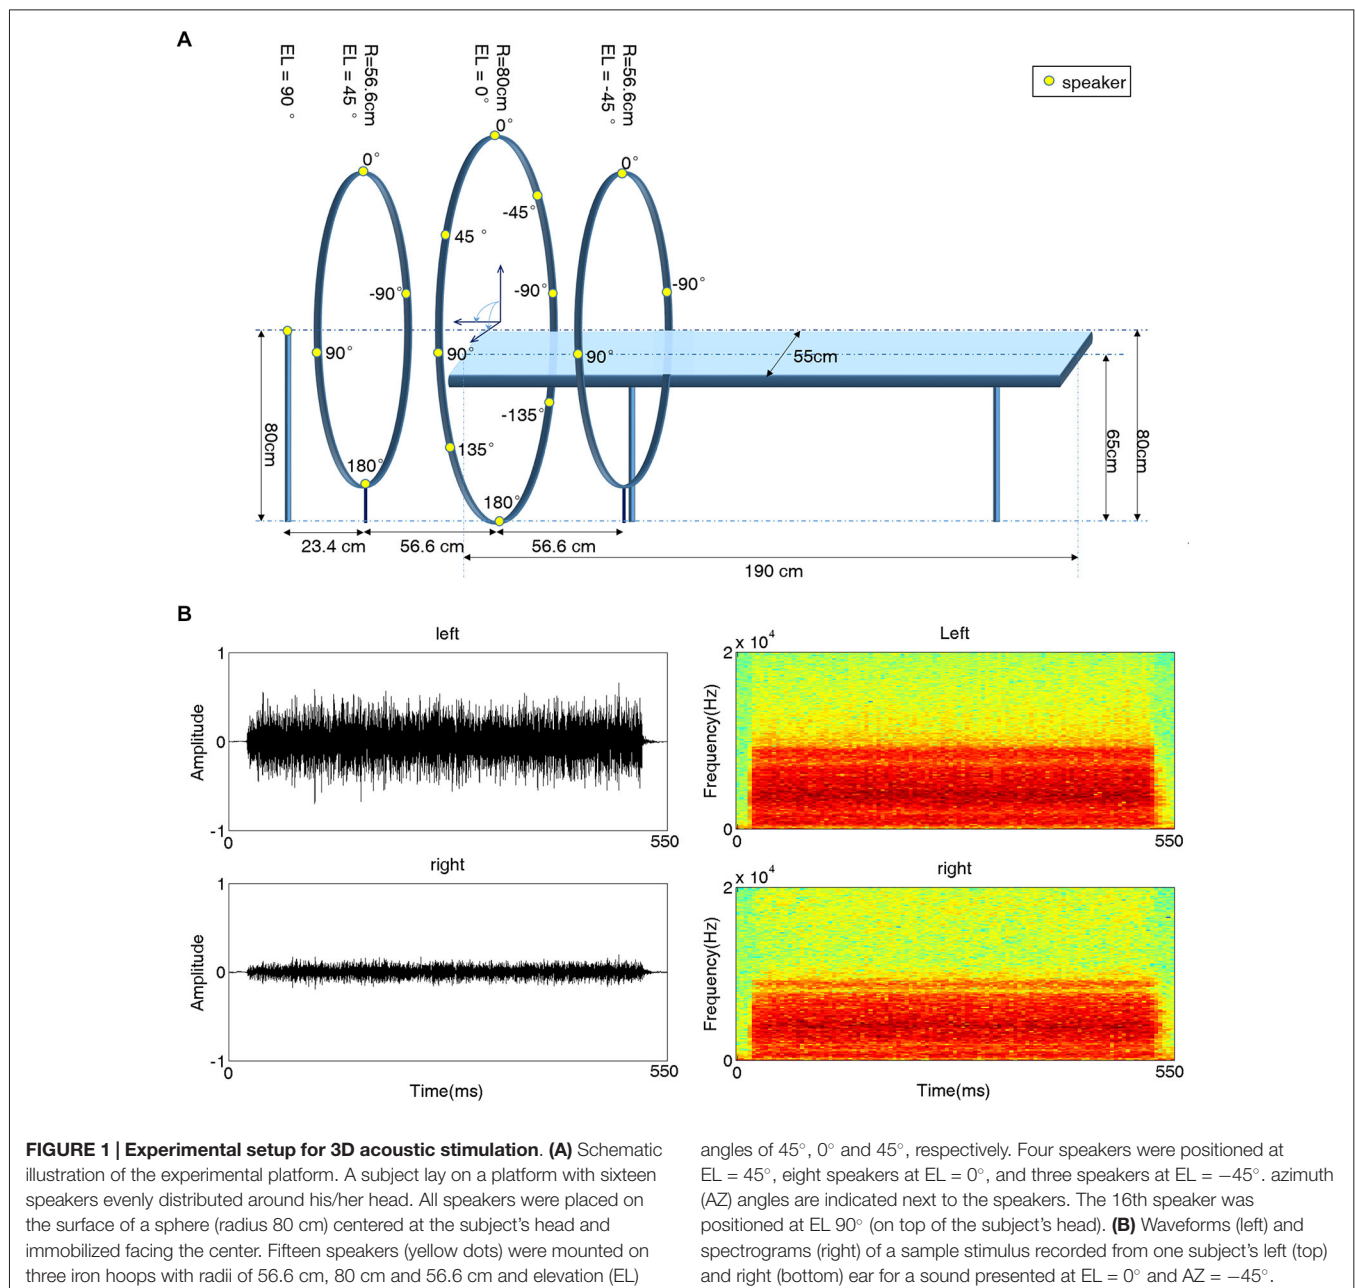 A
EL = 90 °
R=56.6cm
EL = 45 °
R=80cm
EL = 0°
R=56.6cm
EL = -45 °
speaker
0°
0°
0°
-45°
45 °
-90°
-90°
-90°
90°
90°
90°
55cm
-135°
135°
180°
180°
80cm
65cm
80cm
23.4 cm
56.6 cm
56.6 cm
190 cm
B
left
1
Amplitude
0
-1
0
550
Left
2 x 10⁴
Frequency(Hz)
0
0
550
right
1
Amplitude
0
-1
0
550
Time(ms)
right
2 x 10⁴
Frequency(Hz)
0
0
550
Time(ms)
FIGURE 1 | Experimental setup for 3D acoustic stimulation. (A) Schematic
illustration of the experimental platform. A subject lay on a platform with sixteen
speakers evenly distributed around his/her head. All speakers were placed on
the surface of a sphere (radius 80 cm) centered at the subject's head and
immobilized facing the center. Fifteen speakers (yellow dots) were mounted on
three iron hoops with radii of 56.6 cm, 80 cm and 56.6 cm and elevation (EL)
angles of 45°, 0° and 45°, respectively. Four speakers were positioned at
EL = 45°, eight speakers at EL = 0°, and three speakers at EL = −45°. azimuth
(AZ) angles are indicated next to the speakers. The 16th speaker was
positioned at EL 90° (on top of the subject's head). (B) Waveforms (left) and
spectrograms (right) of a sample stimulus recorded from one subject's left (top)
and right (bottom) ear for a sound presented at EL = 0° and AZ = −45°.